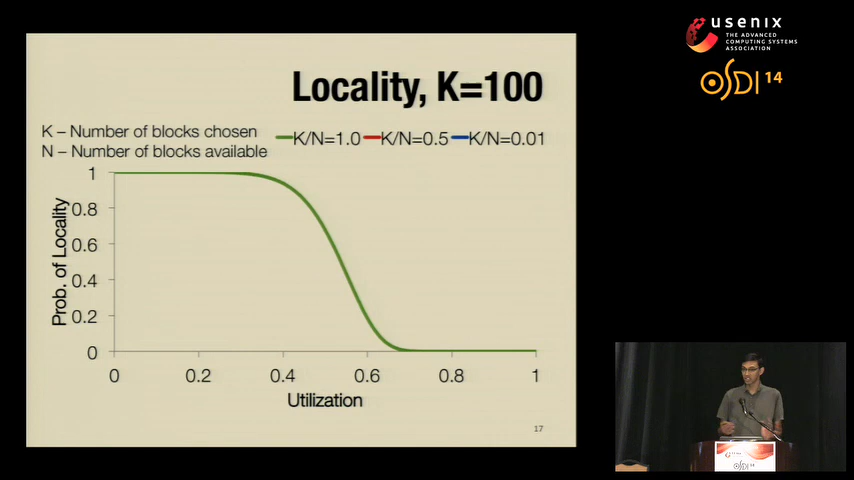 usenix
THE ADVANCED
COMPUTING SYSTEMS
ASSOCIATION
OSDI 14
Locality, K=100
K – Number of blocks chosen
N – Number of blocks available
K/N=1.0 K/N=0.5 K/N=0.01
Prob. of Locality
1
0.8
0.6
0.4
0.2
0
0 0.2 0.4 0.6 0.8 1
Utilization
17
OSDI